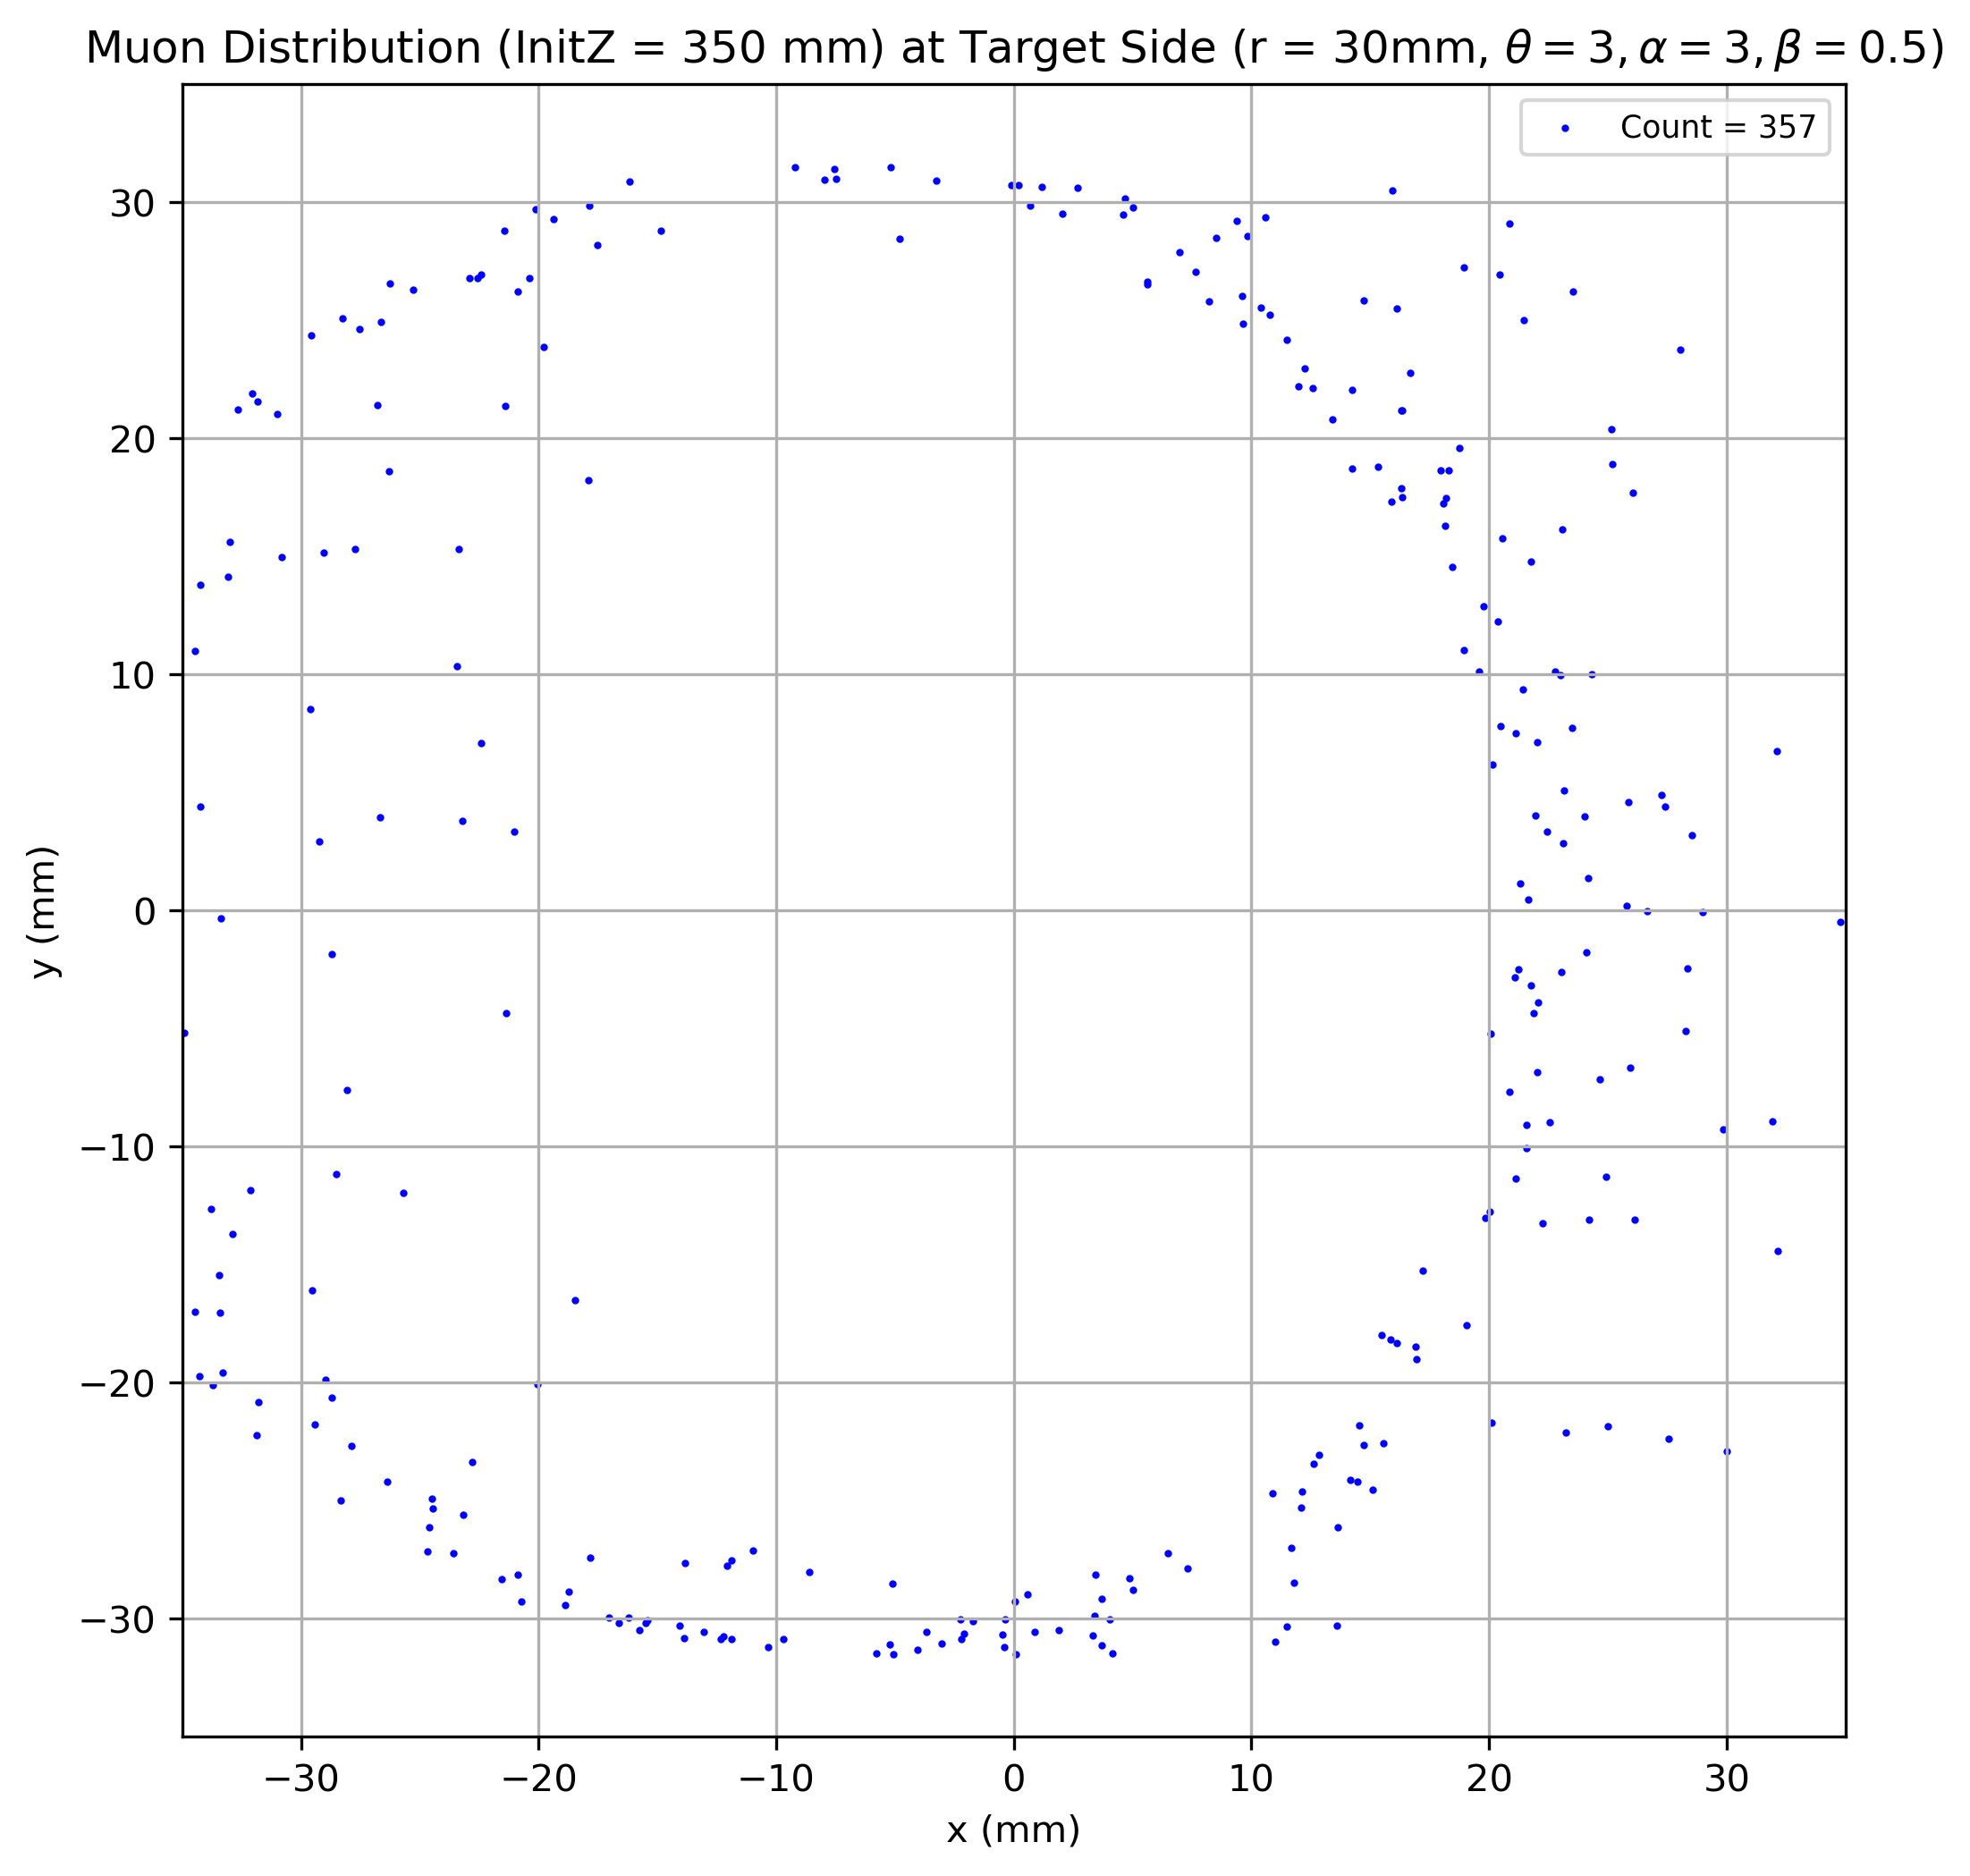 Muon Distribution (InitZ = 350 mm) at Target Side (r = 30mm, θ = 3, α = 3, β = 0.5)
Count = 357
y (mm)
30
20
10
0
−10
−20
−30
−30 −20 −10 0 10 20 30
x (mm)